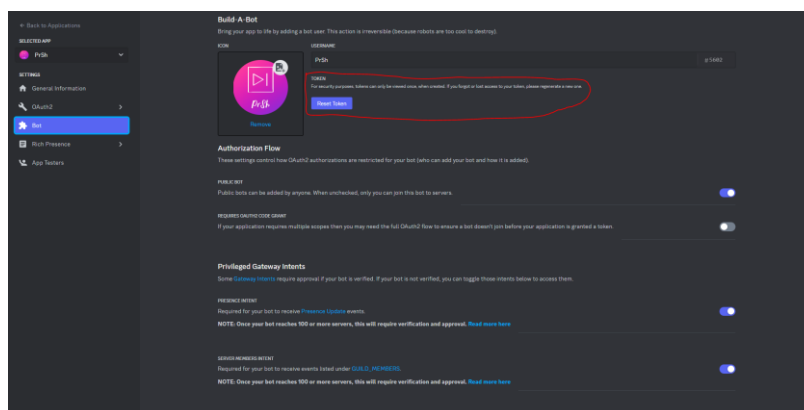 Back to Applications
SELECTED APP
PrSh
SETTINGS
General Information
OAuth2
Bot
Rich Presence
App Testers
Build-A-Bot
Bring your app to life by adding a bot user. This action is irreversible (because robots are too cool to destroy).
ICON
PrSh
Remove
USERNAME
PrSh
TOKEN
For security purposes, tokens can only be viewed once, when created. If you forgot or lost access to your token, please regenerate a new one.
Reset Token
Authorization Flow
These settings control how OAuth2 authorizations are restricted for your bot (who can add your bot and how it is added).
PUBLIC BOT
Public bots can be added by anyone. When unchecked, only you can join this bot to servers.
REQUIRES OAUTH2 CODE GRANT
If your application requires multiple scopes then you may need the full OAuth2 flow to ensure a bot doesn't join before your application is granted a token.
Privileged Gateway Intents
Some Gateway Intents require approval if your bot is verified. If your bot is not verified, you can toggle those intents below to access them.
PRESENCE INTENT
Required for your bot to receive Presence Update events.
NOTE: Once your bot reaches 100 or more servers, this will require verification and approval. Read more here
SERVER MEMBERS INTENT
Required for your bot to receive events listed under GUILD_MEMBERS.
NOTE: Once your bot reaches 100 or more servers, this will require verification and approval. Read more here